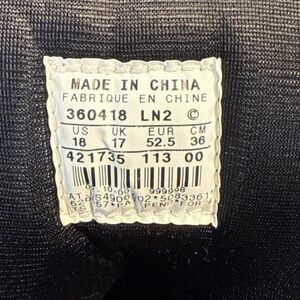 MADE IN CHINA
FABRIQUE EN CHINE
360418 LN2 ©
US UK EUR CM
18 17 52.5 36
421735 113 00
999998